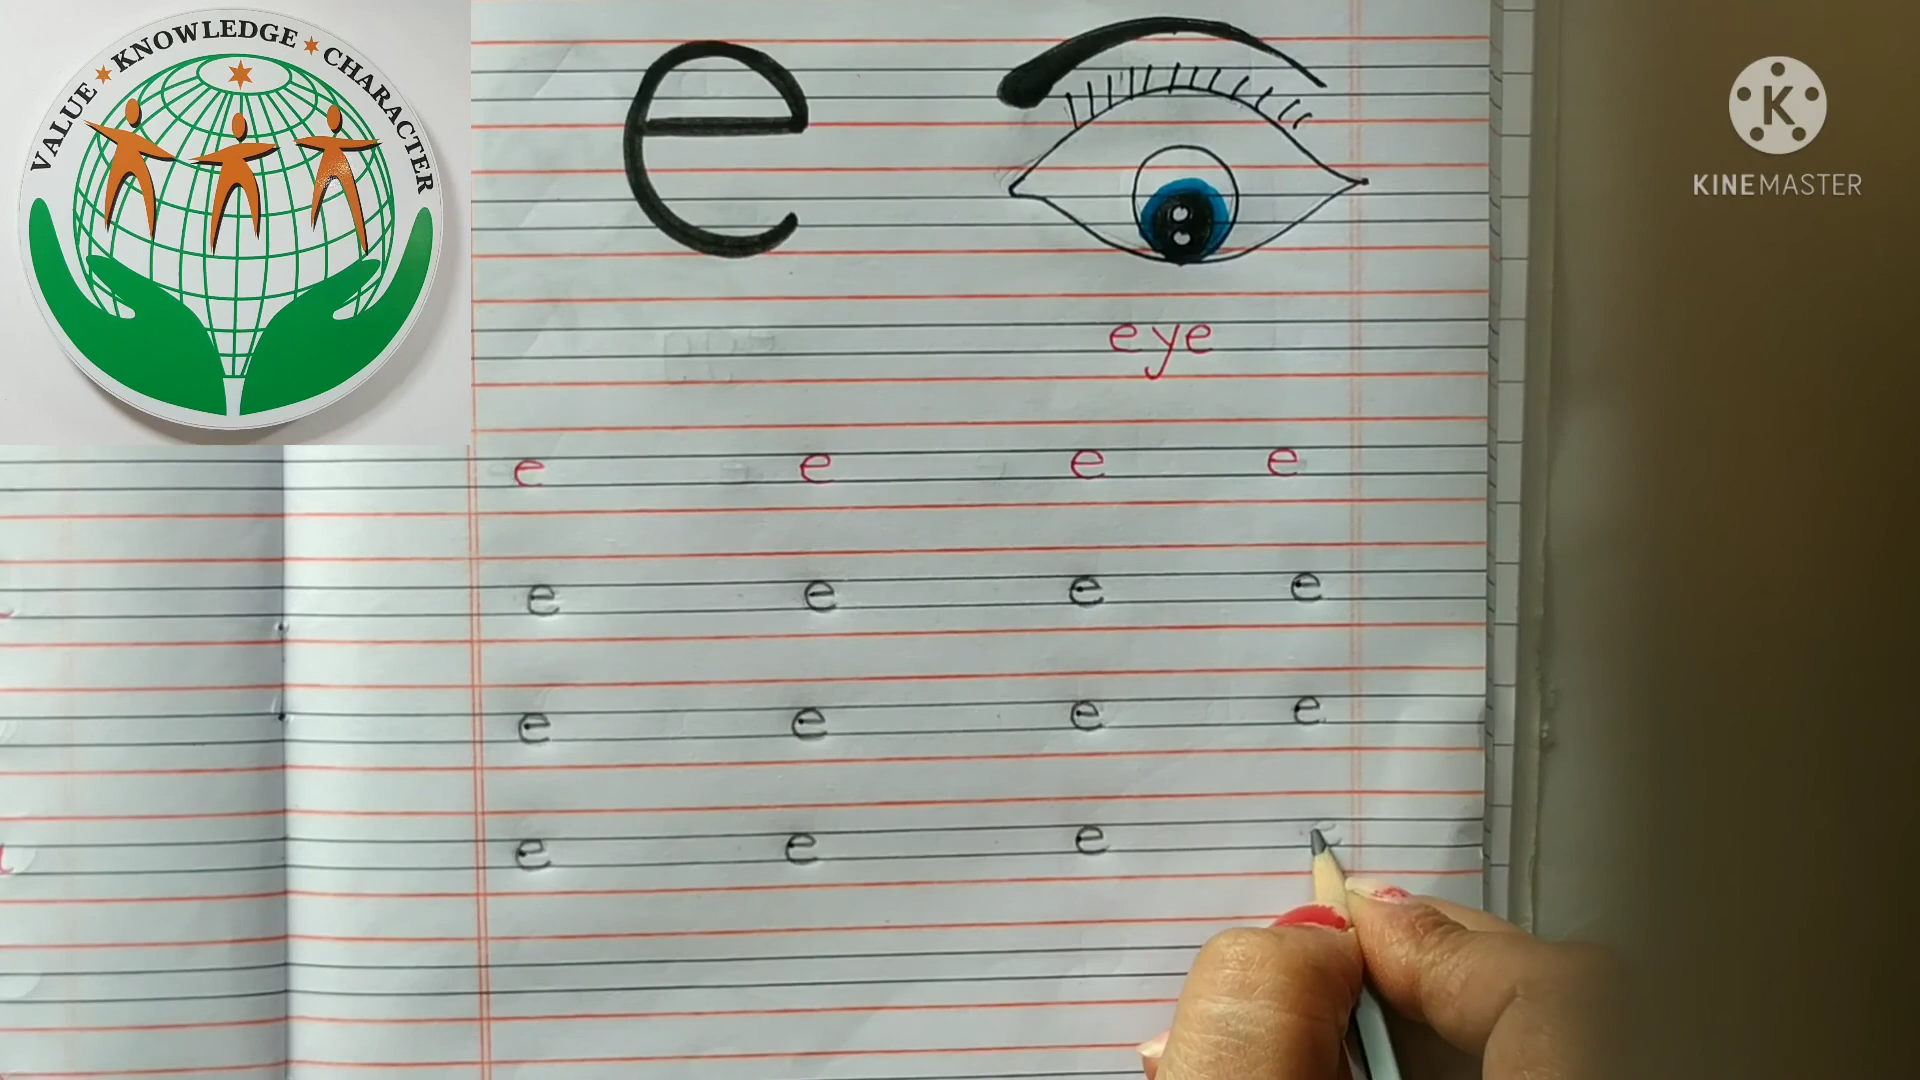 VALUE ★ KNOWLEDGE ★ CHARACTER
K
KINEMASTER
e
eye
e e e e
e e e e
e e e e
e e e e